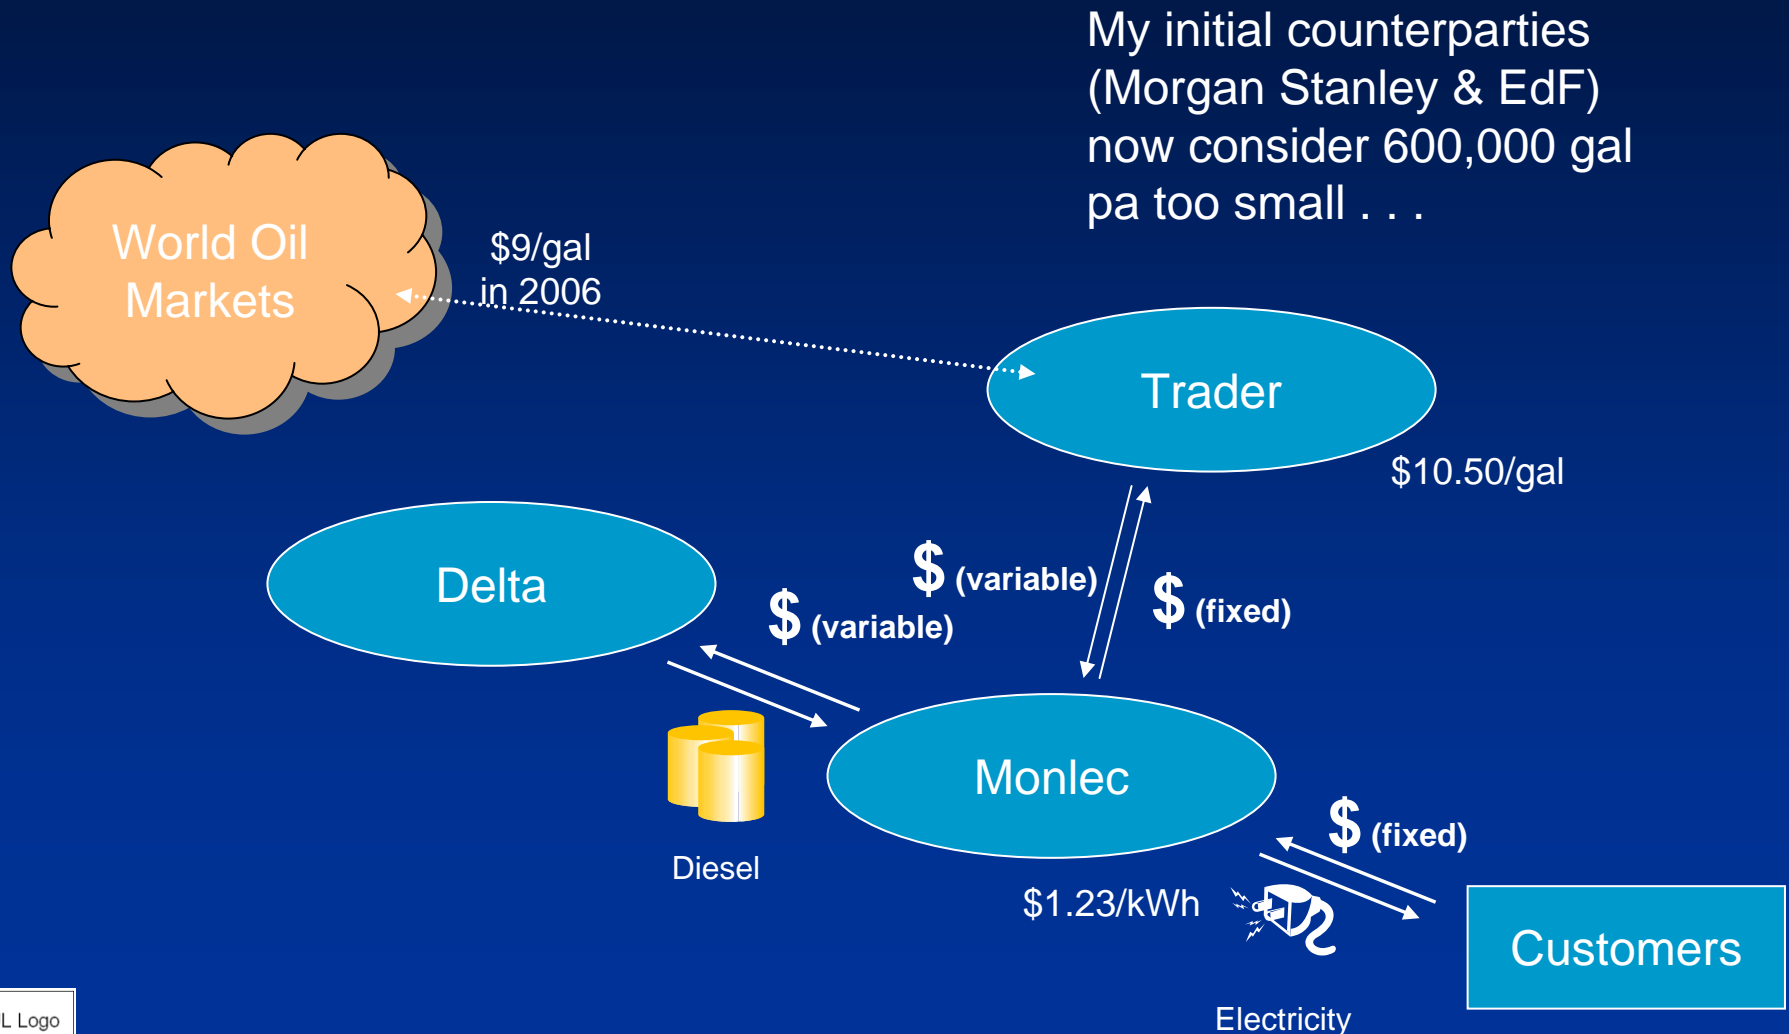 My initial counterparties
(Morgan Stanley & EdF)
now consider 600,000 gal
pa too small . . .
World Oil
Markets
$9/gal
in 2006
Trader
$10.50/gal
Delta
$ (variable)
$ (variable)
$ (fixed)
Monlec
Diesel
$ (fixed)
$1.23/kWh
Customers
Electricity
L Logo